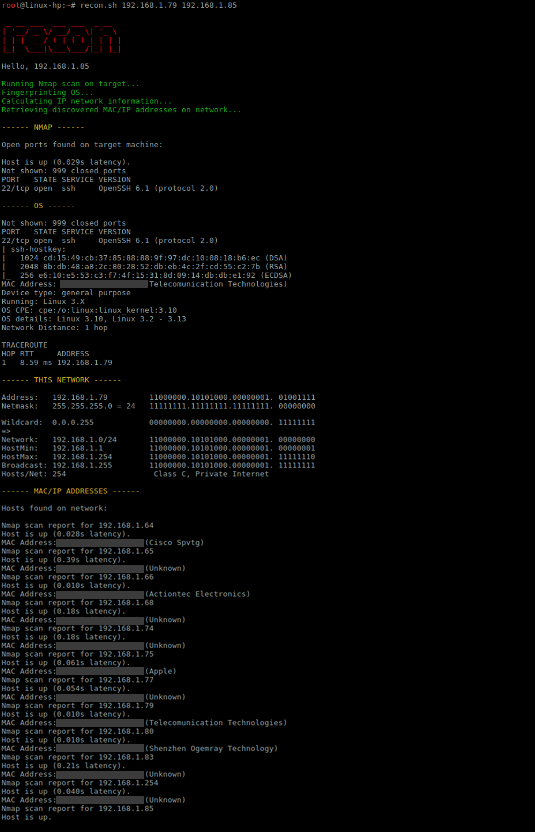 root@linux-hp:~# recon.sh 192.168.1.79 192.168.1.85
recon
Hello, 192.168.1.85
Running Nmap scan on target...
Fingerprinting OS...
Calculating IP network information...
Retrieving discovered MAC/IP addresses on network...
------ NMAP ------
Open ports found on target machine:
Host is up (0.029s latency).
Not shown: 999 closed ports
PORT   STATE SERVICE VERSION
22/tcp open  ssh     OpenSSH 6.1 (protocol 2.0)
------ OS ------
Not shown: 999 closed ports
PORT   STATE SERVICE VERSION
22/tcp open  ssh     OpenSSH 6.1 (protocol 2.0)
| ssh-hostkey:
|   1024 cd:15:49:cb:37:85:88:88:9f:97:dc:10:08:18:b6:ec (DSA)
|   2048 8b:db:48:a8:2c:80:28:52:db:eb:4c:2f:cd:55:c2:7b (RSA)
|_  256 e6:10:e5:53:c3:f7:4f:15:31:8d:09:14:db:db:e1:92 (ECDSA)
MAC Address: Telecomunication Technologies)
Device type: general purpose
Running: Linux 3.X
OS CPE: cpe:/o:linux:linux_kernel:3.10
OS details: Linux 3.10, Linux 3.2 - 3.13
Network Distance: 1 hop
TRACEROUTE
HOP RTT     ADDRESS
1   8.59 ms 192.168.1.79
------ THIS NETWORK ------
Address:   192.168.1.79         11000000.10101000.00000001. 01001111
Netmask:   255.255.255.0 = 24   11111111.11111111.11111111. 00000000
Wildcard:  0.0.0.255            00000000.00000000.00000000. 11111111
=>
Network:   192.168.1.0/24       11000000.10101000.00000001. 00000000
HostMin:   192.168.1.1          11000000.10101000.00000001. 00000001
HostMax:   192.168.1.254        11000000.10101000.00000001. 11111110
Broadcast: 192.168.1.255        11000000.10101000.00000001. 11111111
Hosts/Net: 254                   Class C, Private Internet
------ MAC/IP ADDRESSES ------
Hosts found on network:
Nmap scan report for 192.168.1.64
Host is up (0.028s latency).
MAC Address: (Cisco Spvtg)
Nmap scan report for 192.168.1.65
Host is up (0.39s latency).
MAC Address: (Unknown)
Nmap scan report for 192.168.1.66
Host is up (0.010s latency).
MAC Address: (Actiontec Electronics)
Nmap scan report for 192.168.1.68
Host is up (0.18s latency).
MAC Address: (Unknown)
Nmap scan report for 192.168.1.74
Host is up (0.18s latency).
MAC Address: (Unknown)
Nmap scan report for 192.168.1.75
Host is up (0.061s latency).
MAC Address: (Apple)
Nmap scan report for 192.168.1.77
Host is up (0.054s latency).
MAC Address: (Unknown)
Nmap scan report for 192.168.1.79
Host is up (0.010s latency).
MAC Address: (Telecomunication Technologies)
Nmap scan report for 192.168.1.80
Host is up (0.010s latency).
MAC Address: (Shenzhen Ogemray Technology)
Nmap scan report for 192.168.1.83
Host is up (0.21s latency).
MAC Address: (Unknown)
Nmap scan report for 192.168.1.254
Host is up (0.040s latency).
MAC Address: (Unknown)
Nmap scan report for 192.168.1.85
Host is up.